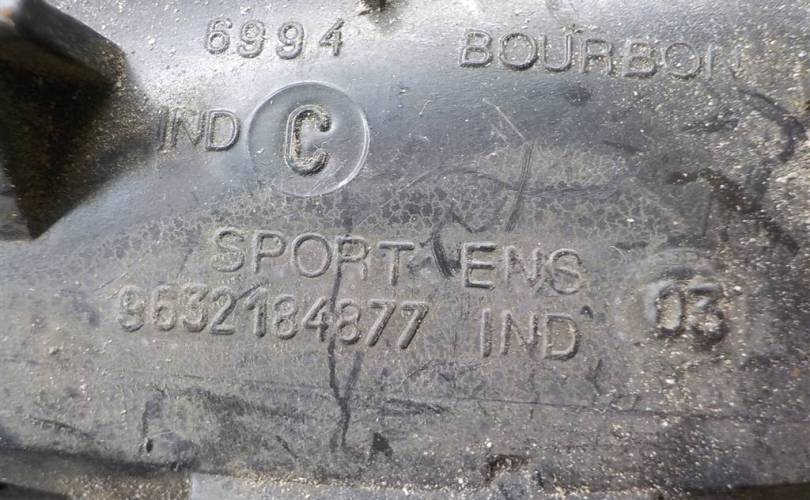 6994 BOURBON
IND C
SPORT ENS
9632184877 IND 03